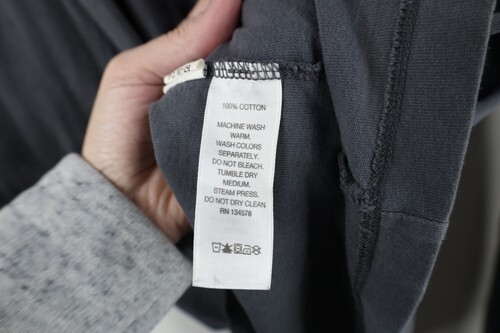 100% COTTON
MACHINE WASH
WARM.
WASH COLORS
SEPARATELY.
DO NOT BLEACH.
TUMBLE DRY
MEDIUM.
STEAM PRESS.
DO NOT DRY CLEAN
RN 134578